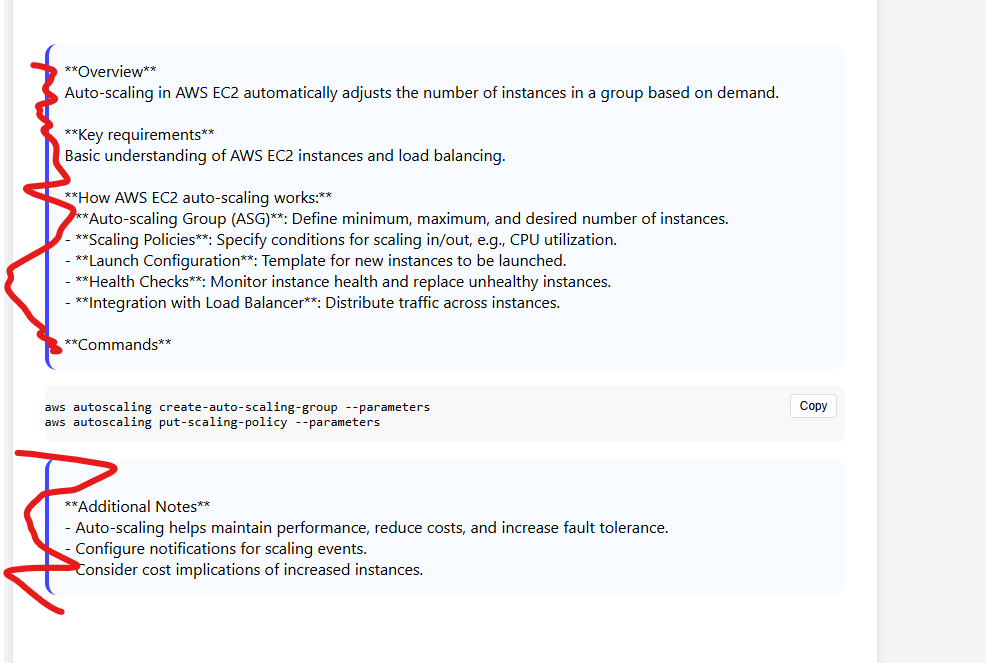 **Overview**
Auto-scaling in AWS EC2 automatically adjusts the number of instances in a group based on demand.
**Key requirements**
Basic understanding of AWS EC2 instances and load balancing.
**How AWS EC2 auto-scaling works:**
**Auto-scaling Group (ASG)**: Define minimum, maximum, and desired number of instances.
- **Scaling Policies**: Specify conditions for scaling in/out, e.g., CPU utilization.
- **Launch Configuration**: Template for new instances to be launched.
- **Health Checks**: Monitor instance health and replace unhealthy instances.
- **Integration with Load Balancer**: Distribute traffic across instances.
**Commands**
aws autoscaling create-auto-scaling-group --parameters
Copy
aws autoscaling put-scaling-policy --parameters
**Additional Notes**
- Auto-scaling helps maintain performance, reduce costs, and increase fault tolerance.
- Configure notifications for scaling events.
Consider cost implications of increased instances.